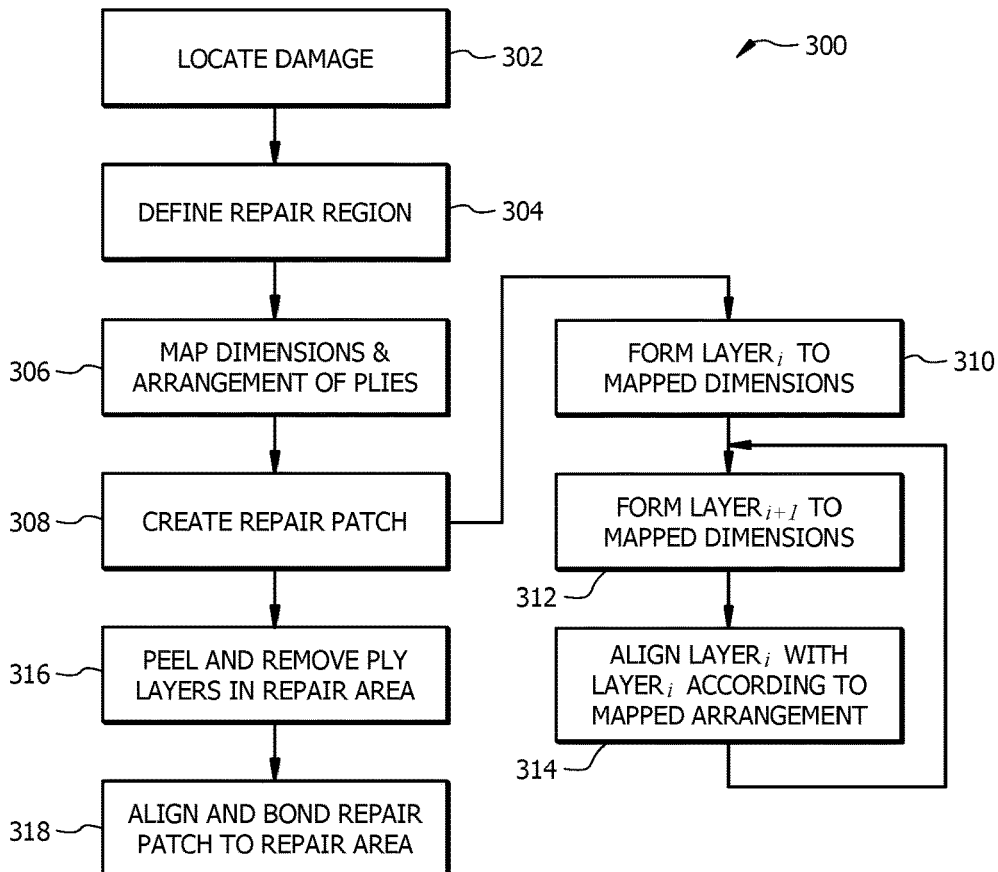 LOCATE DAMAGE
302
300
DEFINE REPAIR REGION
304
306
MAP DIMENSIONS &
ARRANGEMENT OF PLIES
308
CREATE REPAIR PATCH
FORM LAYER i TO
MAPPED DIMENSIONS
310
FORM LAYER i+1 TO
MAPPED DIMENSIONS
312
ALIGN LAYER i WITH
LAYER i ACCORDING TO
MAPPED ARRANGEMENT
314
316
PEEL AND REMOVE PLY
LAYERS IN REPAIR AREA
318
ALIGN AND BOND REPAIR
PATCH TO REPAIR AREA